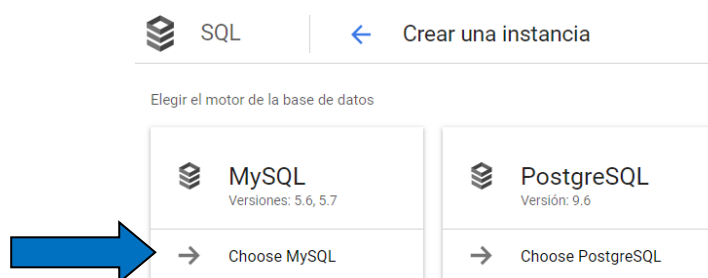 SQL
Crear una instancia
Elegir el motor de la base de datos
MySQL
Versiones: 5.6, 5.7
Choose MySQL
PostgreSQL
Versión: 9.6
Choose PostgreSQL